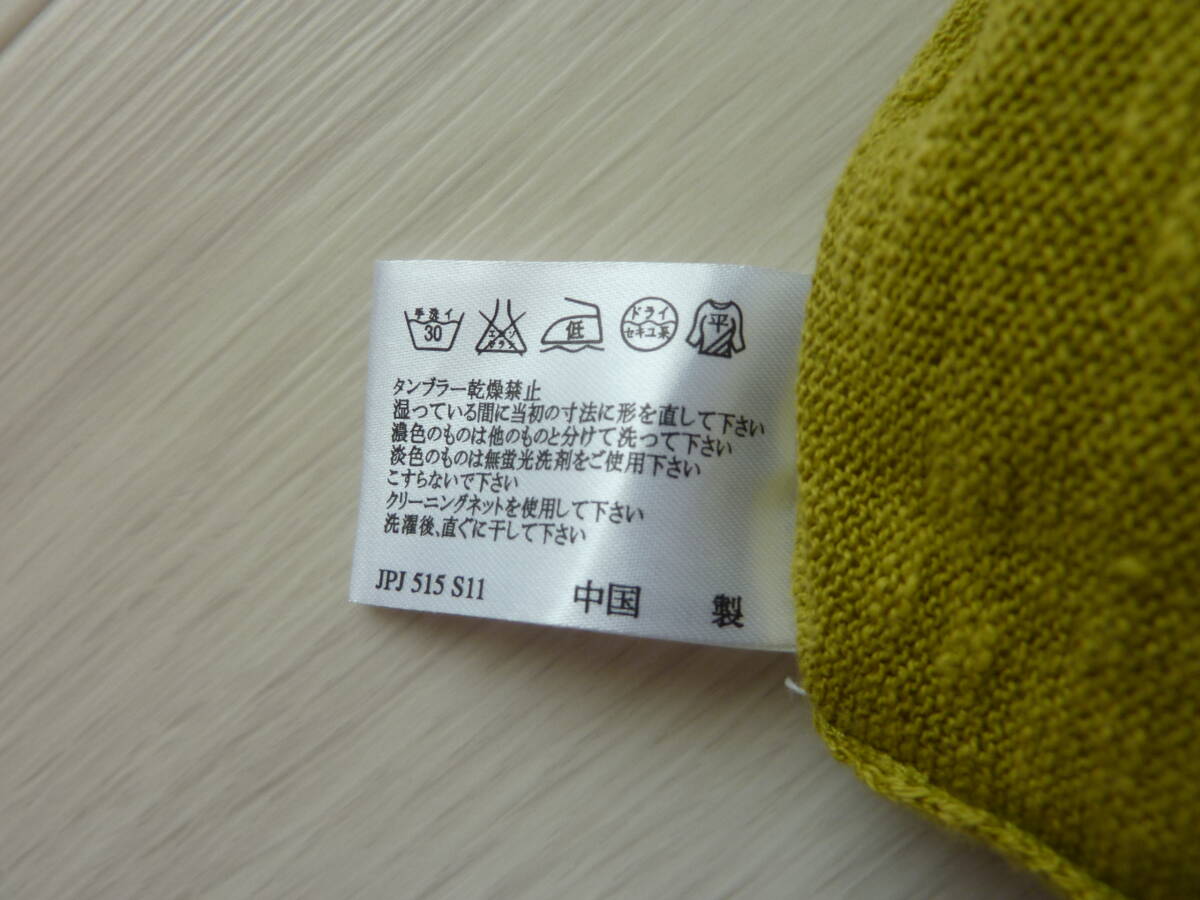 手洗イ 30 エンソサラシ 低 ドライ セキユ系 平
タンブラー乾燥禁止
湿っている間に当初の寸法に形を直して下さい
濃色のものは他のものと分けて洗って下さい
淡色のものは無蛍光洗剤をご使用下さい
こすらないで下さい
クリーニングネットを使用して下さい
洗濯後、直ぐに干して下さい
JPJ 515 S11 中国 製